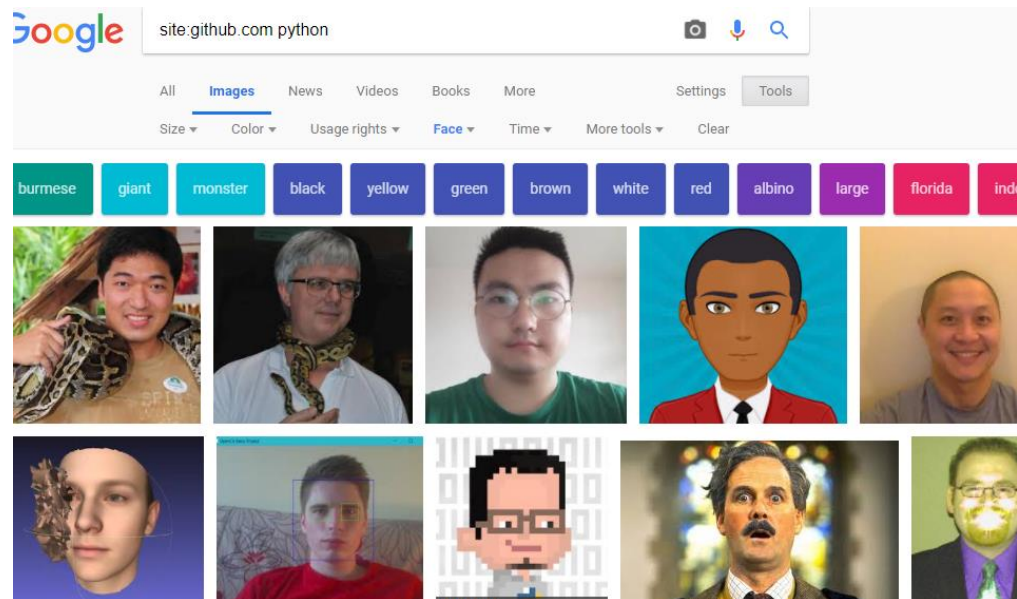 Google
site:github.com python
All Images News Videos Books More Settings Tools
Size Color Usage rights Face Time More tools Clear
burmese giant monster black yellow green brown white red albino large florida